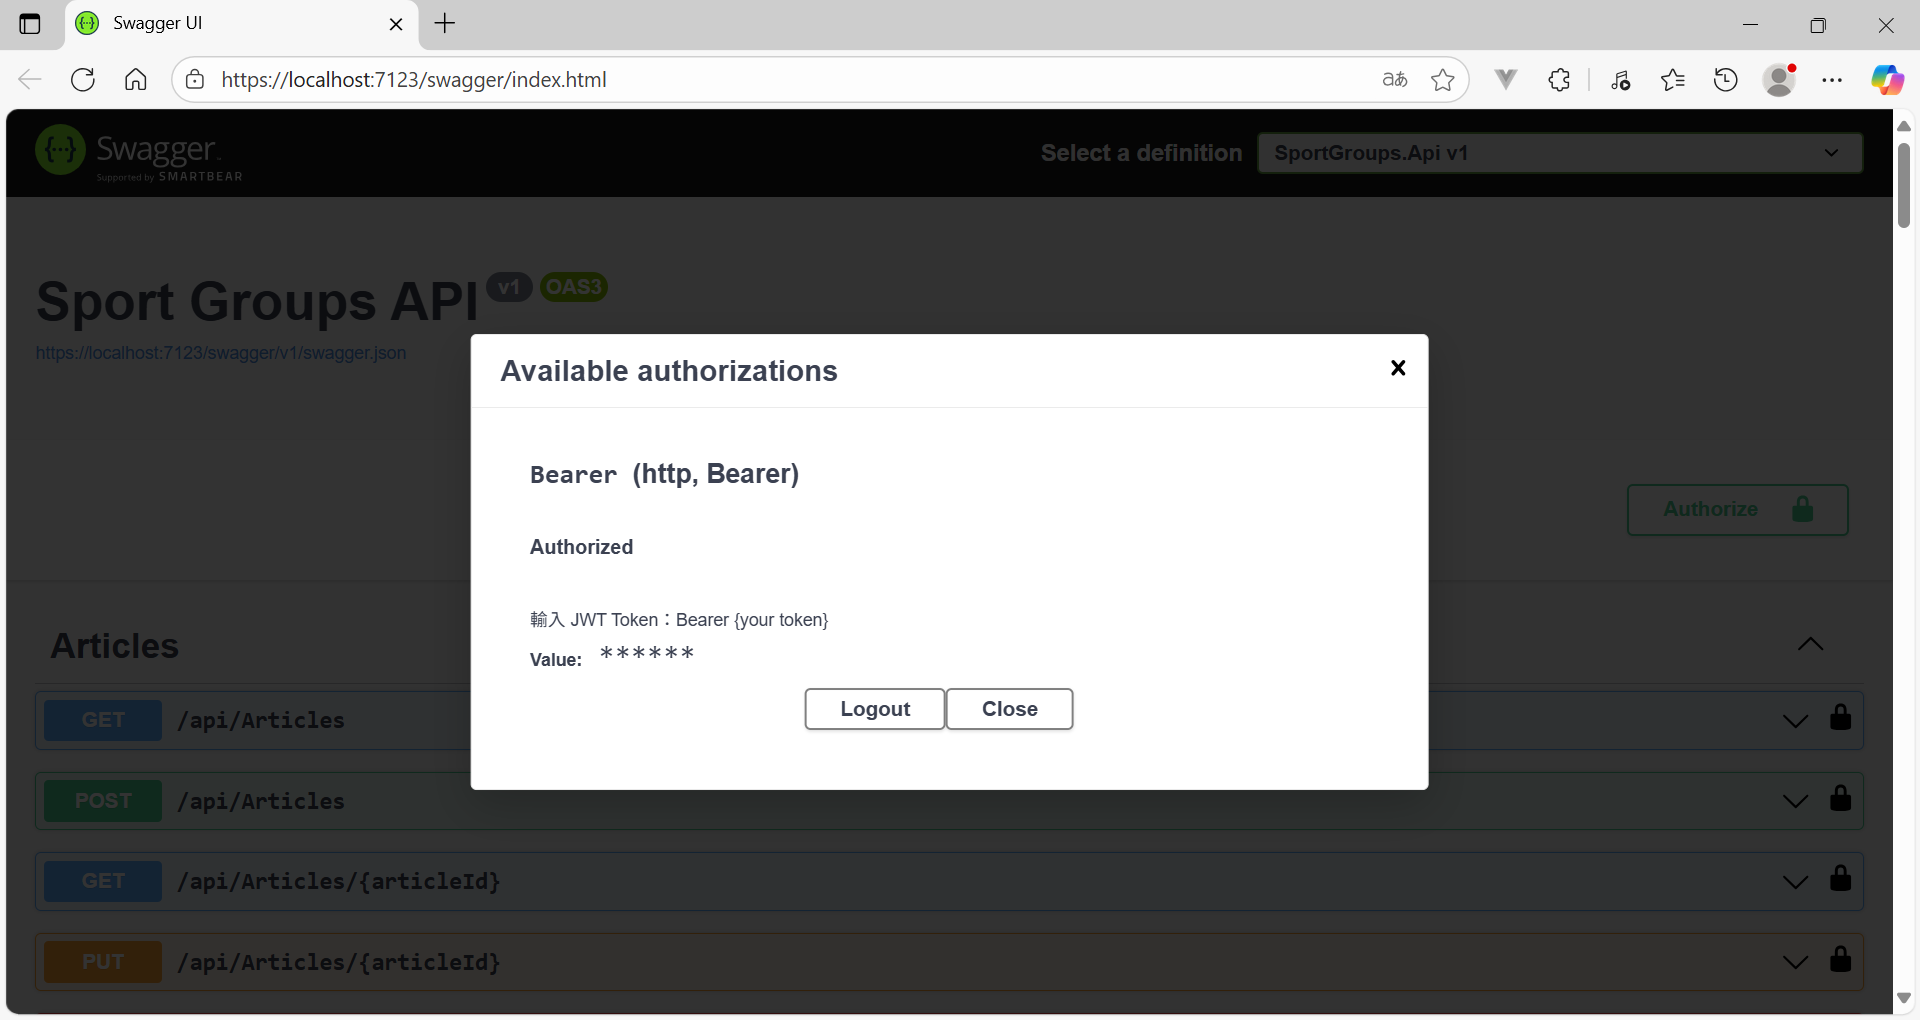 Swagger UI
https://localhost:7123/swagger/index.html
aあ
Swagger.
Supported by SMARTBEAR
Select a definition
SportGroups.Api v1
Sport Groups API v1 OAS3
https://localhost:7123/swagger/v1/swagger.json
Available authorizations
Bearer (http, Bearer)
Authorized
輸入 JWT Token：Bearer {your token}
Value: ******
Logout
Close
Authorize
Articles
GET /api/Articles
POST /api/Articles
GET /api/Articles/{articleId}
PUT /api/Articles/{articleId}